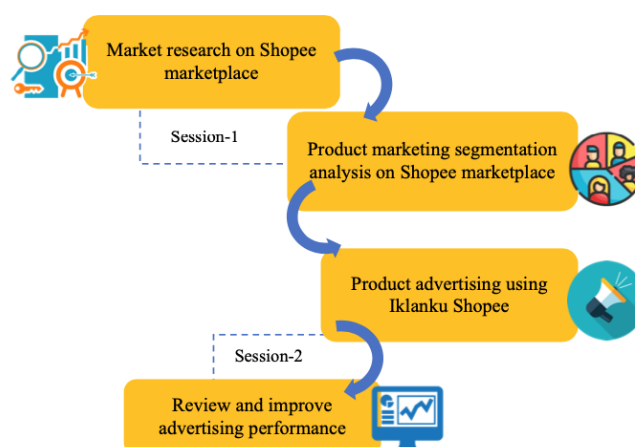 Market research on Shopee
marketplace
Session-1
Product marketing segmentation
analysis on Shopee marketplace
Product advertising using
Iklanku Shopee
Session-2
Review and improve
advertising performance